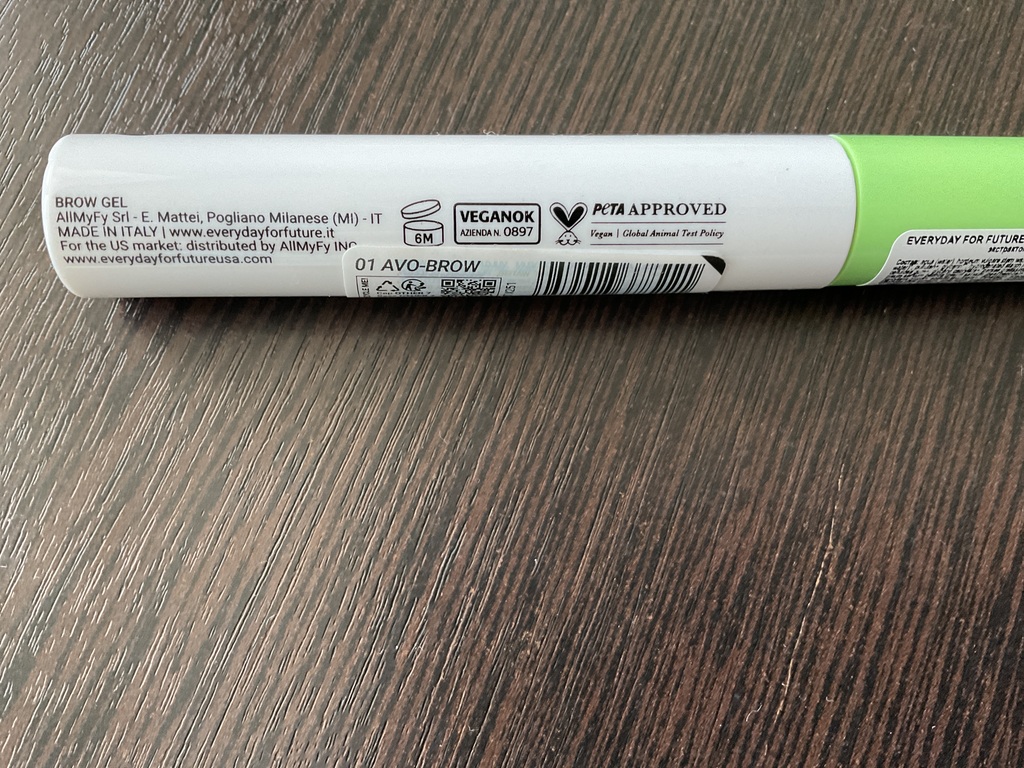 BROW GEL
AllMyFy Srl - E. Mattei, Pogliano Milanese (MI) - IT
MADE IN ITALY | www.everydayforfuture.it
For the US market: distributed by AllMyFy INC
www.everydayforfutureusa.com
6M
VEGANOK
AZIENDA N. 0897
PeTA APPROVED
Vegan | Global Animal Test Policy
01 AVO-BROW
EVERYDAY FOR FUTURE